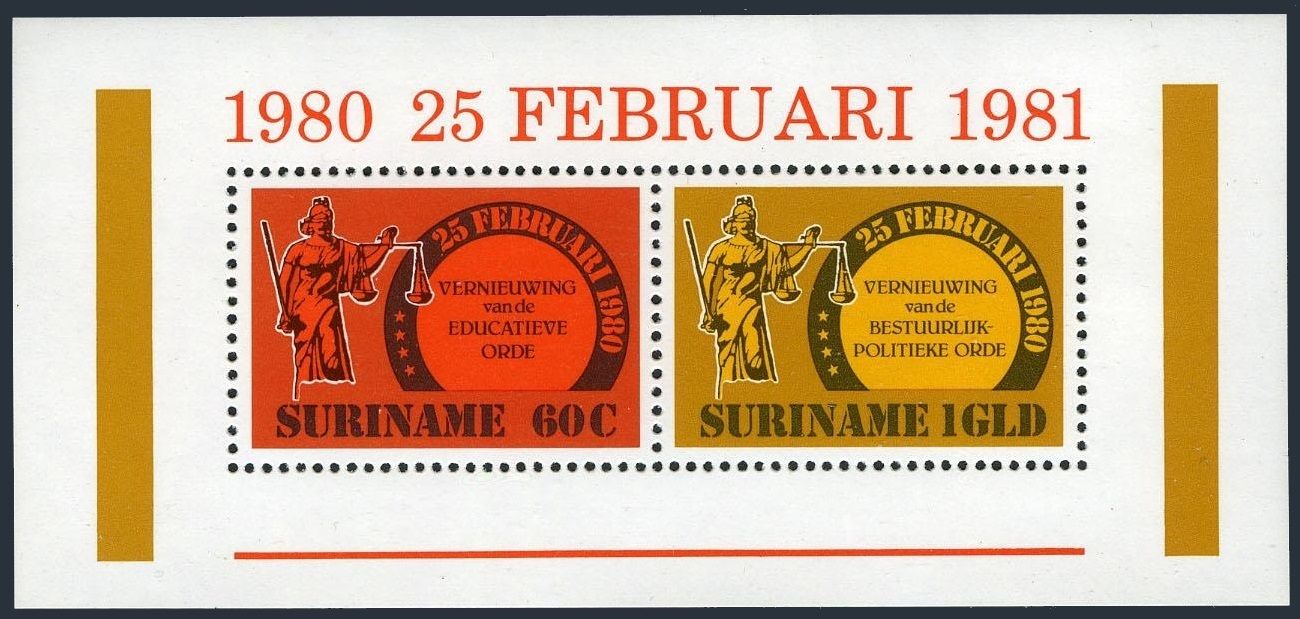 1980 25 FEBRUARI 1981
25 FEBRUARI 1980
VERNIEUWING
van de
EDUCATIEVE
ORDE
SURINAME 60C
25 FEBRUARI 1980
VERNIEUWING
van de
BESTUURLIJK-
POLITIEKE ORDE
SURINAME 1GLD